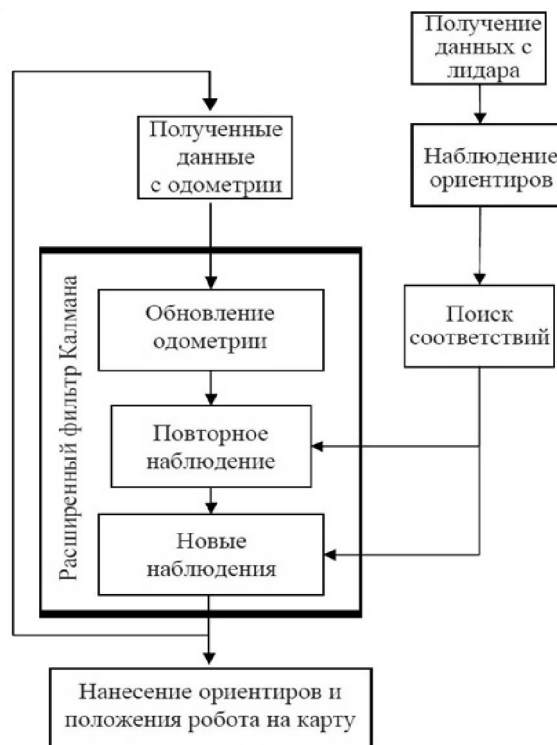 Получение
данных с
лидара
Полученные
данные
с одометрии
Наблюдение
ориентиров
Расширенный фильтр Калмана
Обновление
одометрии
Поиск
соответствий
Повторное
наблюдение
Новые
наблюдения
Нанесение ориентиров и
положения робота на карту